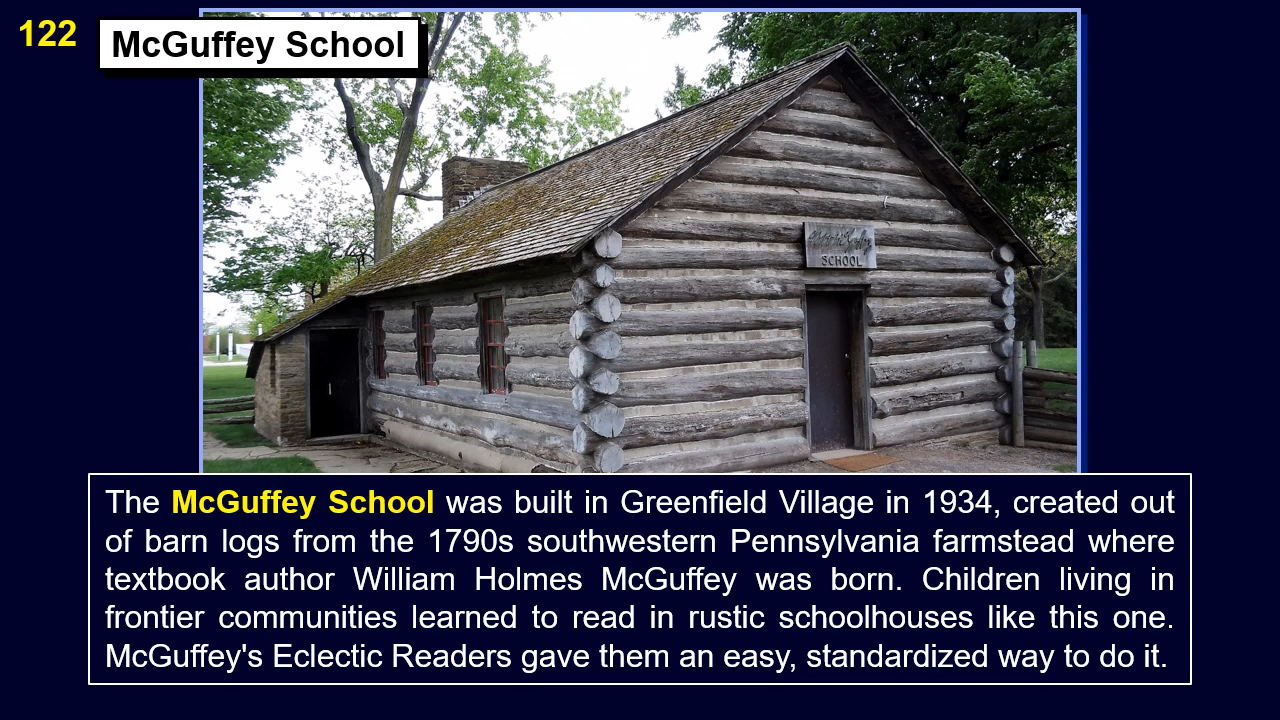 122
McGuffey School
SCHOOL
The McGuffey School was built in Greenfield Village in 1934, created out
of barn logs from the 1790s southwestern Pennsylvania farmstead where
textbook author William Holmes McGuffey was born. Children living in
frontier communities learned to read in rustic schoolhouses like this one.
McGuffey's Eclectic Readers gave them an easy, standardized way to do it.